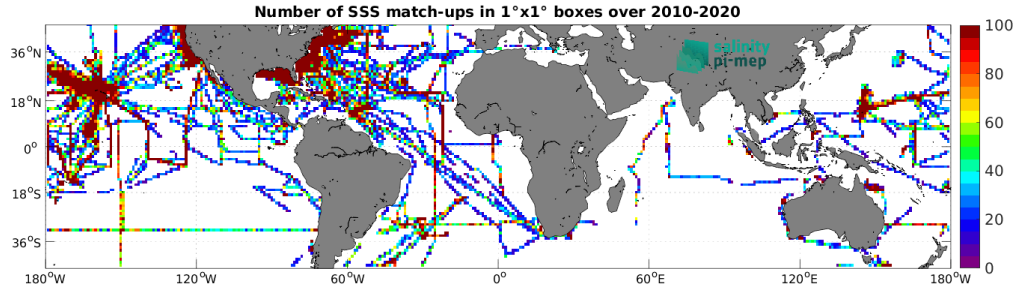 Number of SSS match-ups in 1°x1° boxes over 2010-2020
salinity
pi-mep
36°N
18°N
0°
18°S
36°S
180°W
120°W
60°W
0°
60°E
120°E
180°W
100
80
60
40
20
0